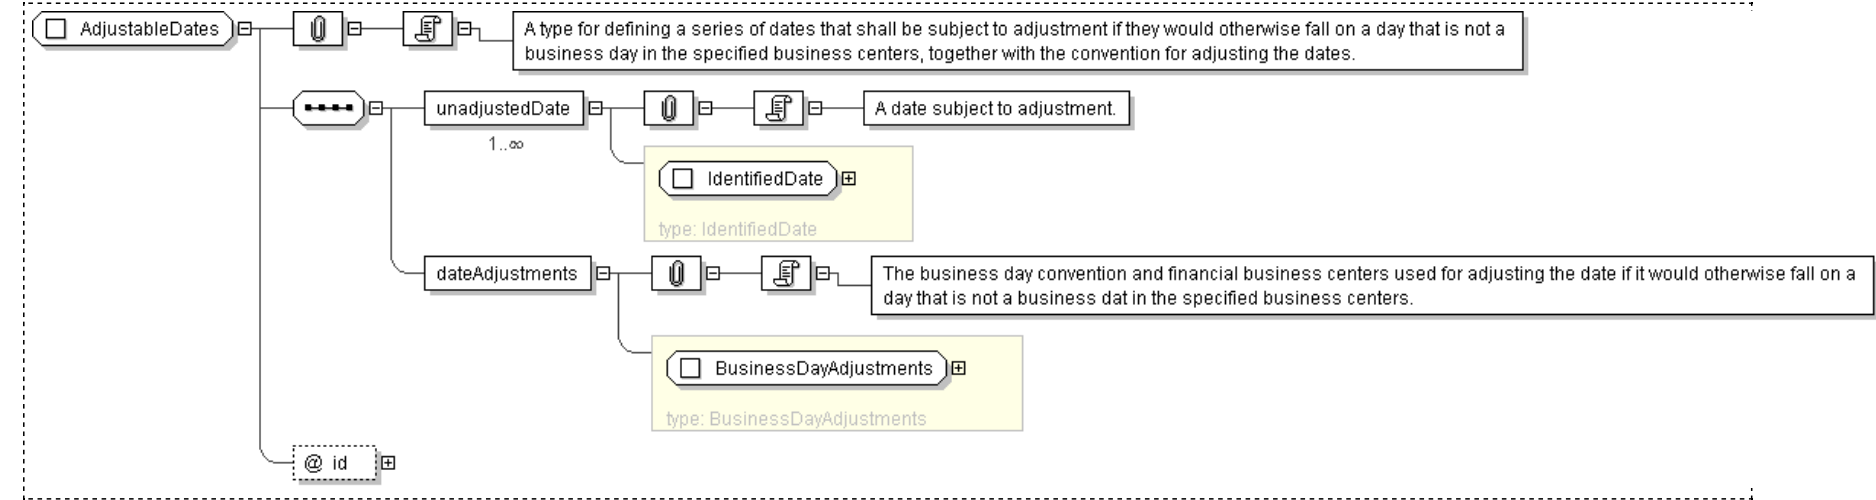 AdjustableDates
A type for defining a series of dates that shall be subject to adjustment if they would otherwise fall on a day that is not a
business day in the specified business centers, together with the convention for adjusting the dates.
unadjustedDate
A date subject to adjustment.
1..∞
IdentifiedDate
type: IdentifiedDate
dateAdjustments
The business day convention and financial business centers used for adjusting the date if it would otherwise fall on a
day that is not a business dat in the specified business centers.
BusinessDayAdjustments
type: BusinessDayAdjustments
@ id